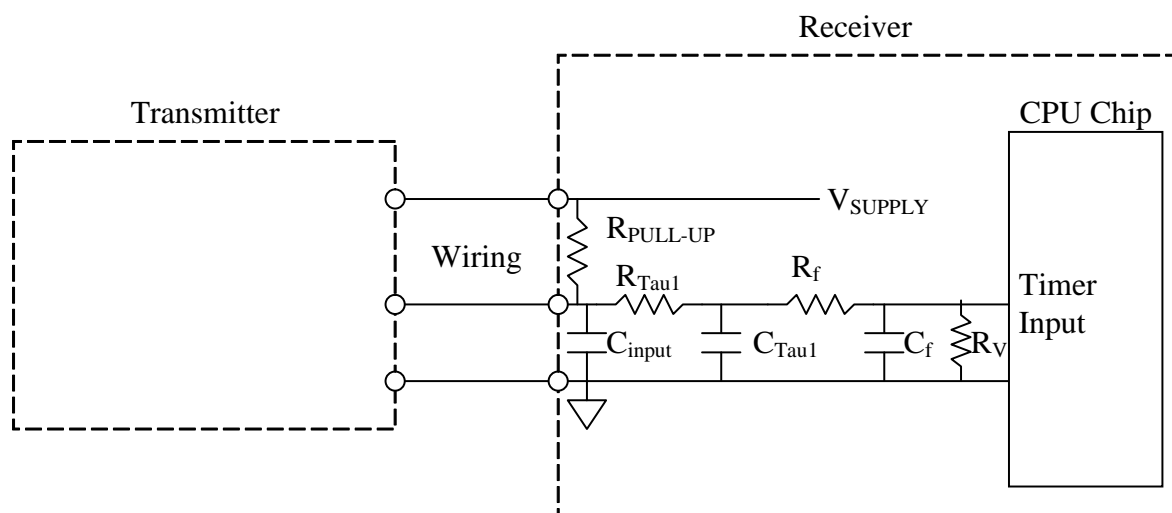 Receiver
Transmitter
CPU Chip
V_SUPPLY
R_PULL-UP
Wiring
R_Tau1
R_f
Timer
Input
C_input
C_Tau1
C_f
R_V